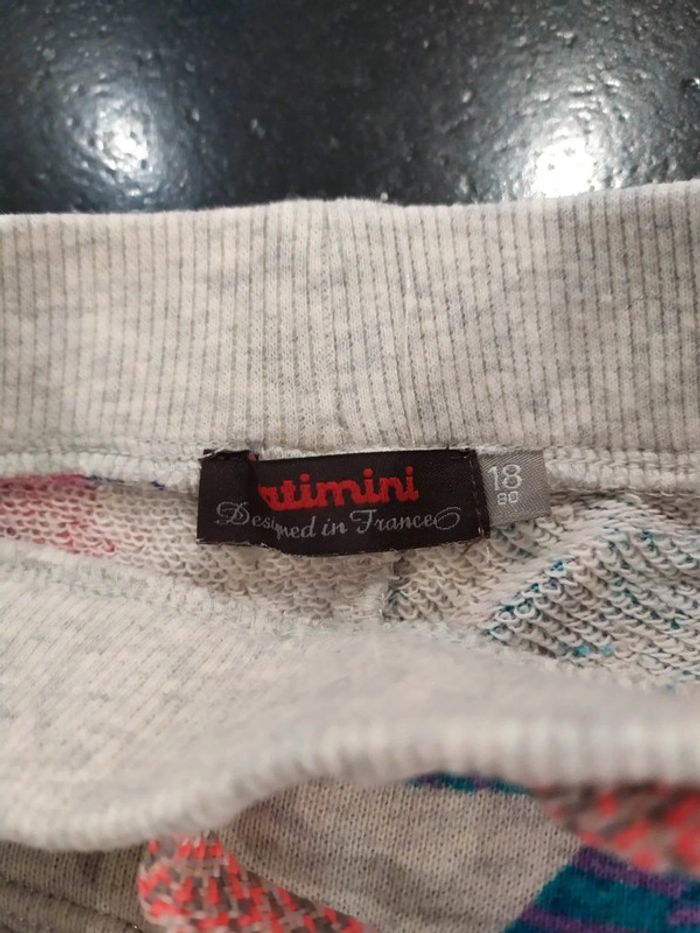 atimini
Designed in France
18
80